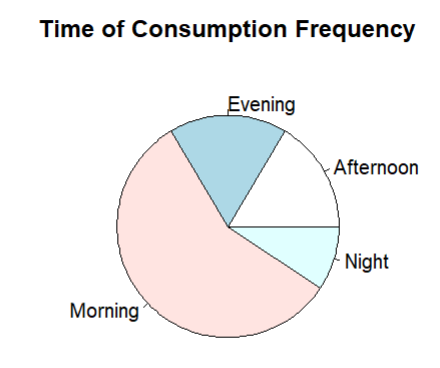 Time of Consumption Frequency
Evening
Afternoon
Night
Morning